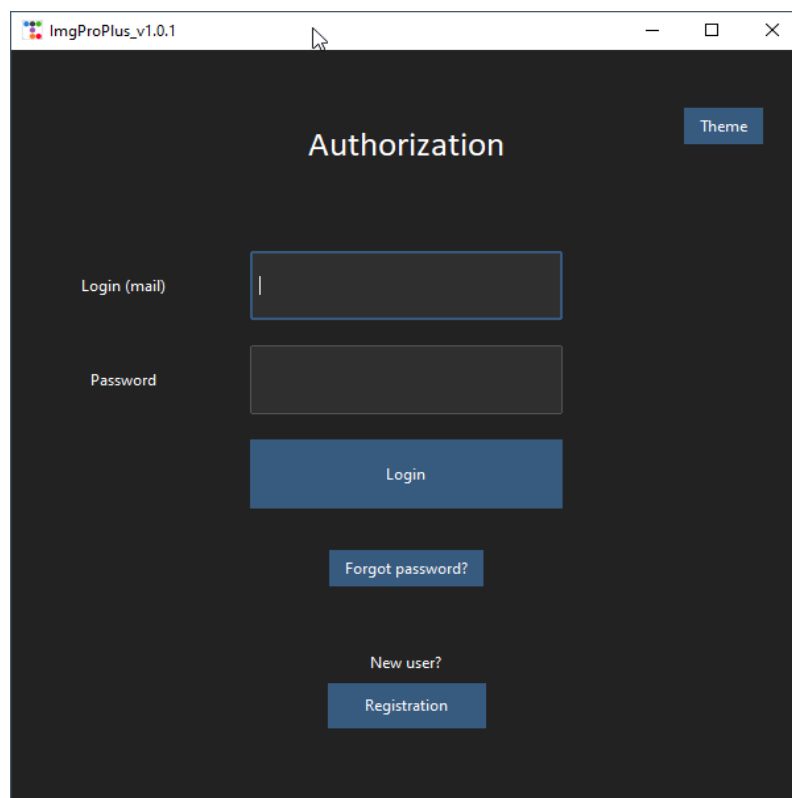 ImgProPlus_v1.0.1
Theme
Authorization
Login (mail)
Password
Login
Forgot password?
New user?
Registration